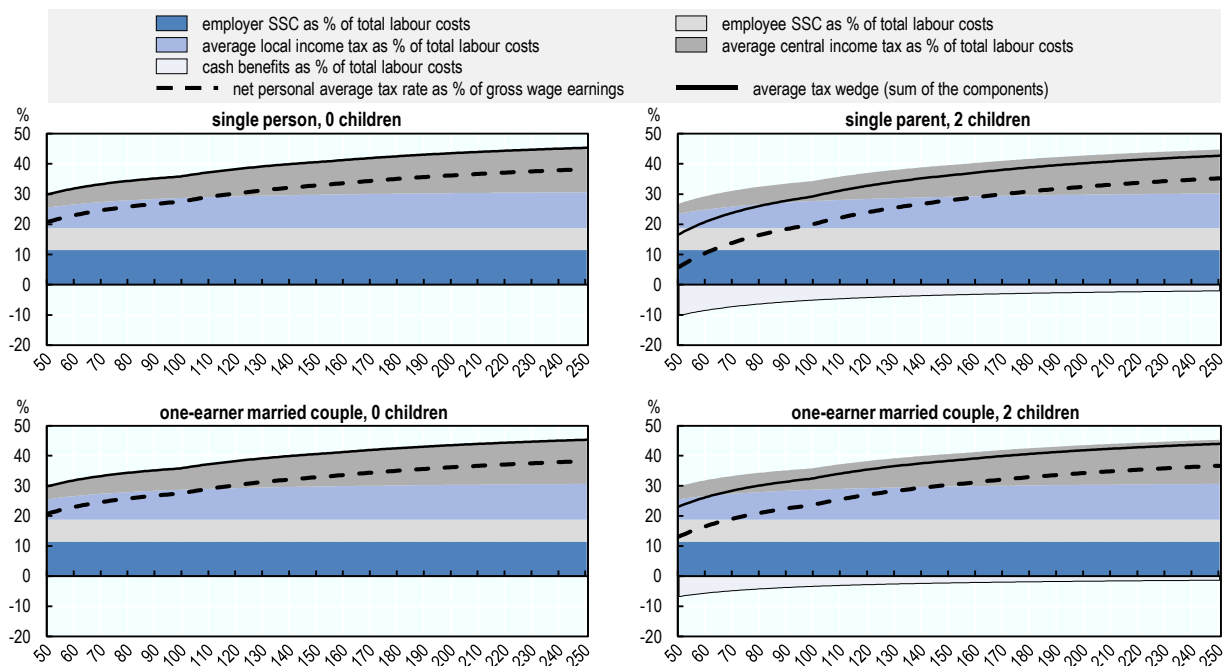 employer SSC as % of total labour costs
employee SSC as % of total labour costs
average local income tax as % of total labour costs
average central income tax as % of total labour costs
cash benefits as % of total labour costs
net personal average tax rate as % of gross wage earnings
average tax wedge (sum of the components)
%
single person, 0 children
50
40
30
20
10
0
-10
-20
50 60 70 80 90 100 110 120 130 140 150 160 170 180 190 200 210 220 230 240 250
%
single parent, 2 children
50
40
30
20
10
0
-10
-20
50 60 70 80 90 100 110 120 130 140 150 160 170 180 190 200 210 220 230 240 250
%
one-earner married couple, 0 children
50
40
30
20
10
0
-10
-20
50 60 70 80 90 100 110 120 130 140 150 160 170 180 190 200 210 220 230 240 250
%
one-earner married couple, 2 children
50
40
30
20
10
0
-10
-20
50 60 70 80 90 100 110 120 130 140 150 160 170 180 190 200 210 220 230 240 250